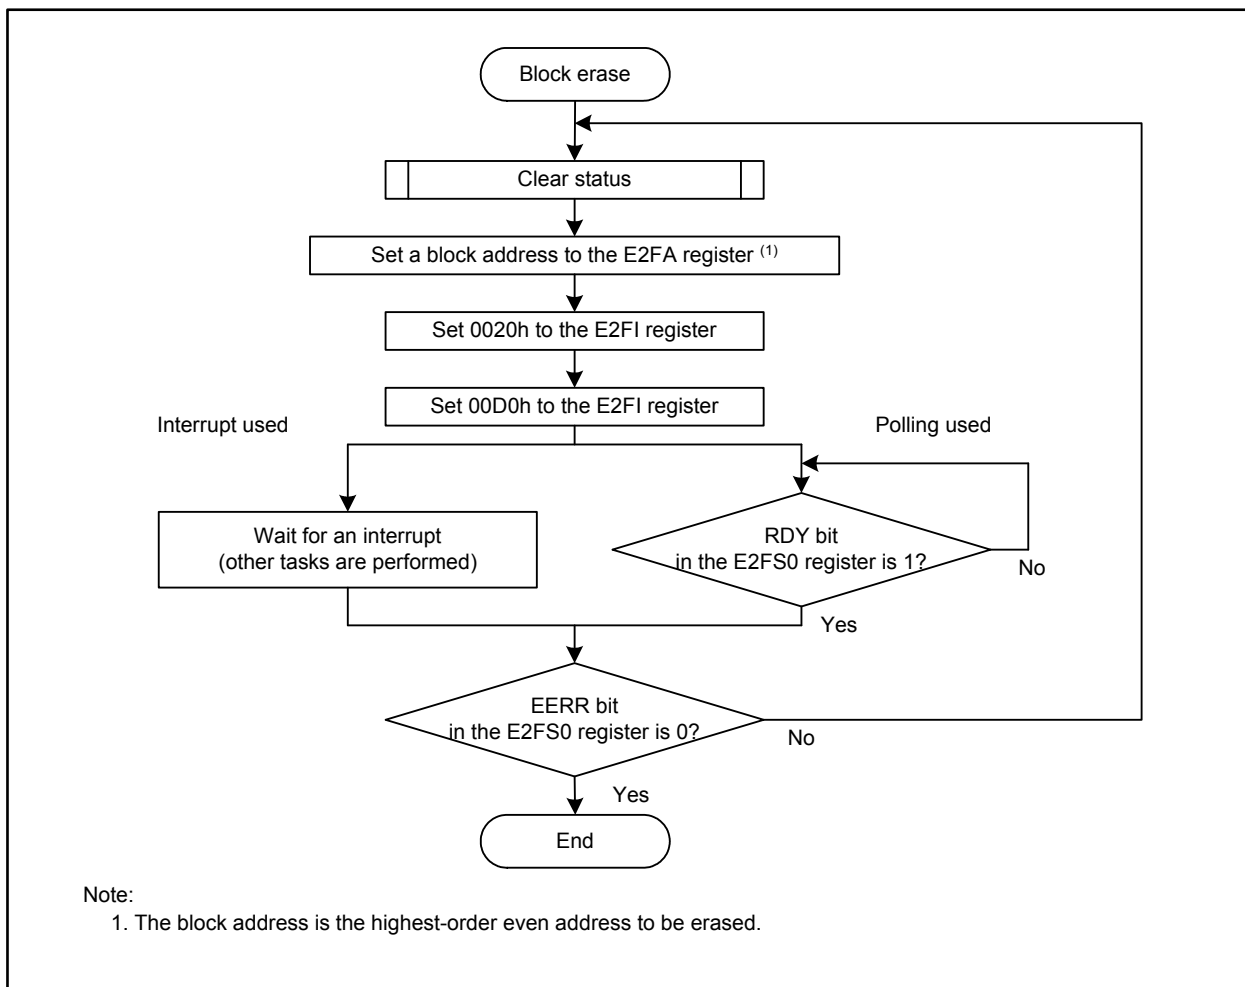 Block erase
Clear status
Set a block address to the E2FA register (1)
Set 0020h to the E2FI register
Set 00D0h to the E2FI register
Interrupt used
Polling used
Wait for an interrupt
(other tasks are performed)
RDY bit
in the E2FS0 register is 1?
No
Yes
EERR bit
in the E2FS0 register is 0?
No
Yes
End
Note:
1. The block address is the highest-order even address to be erased.